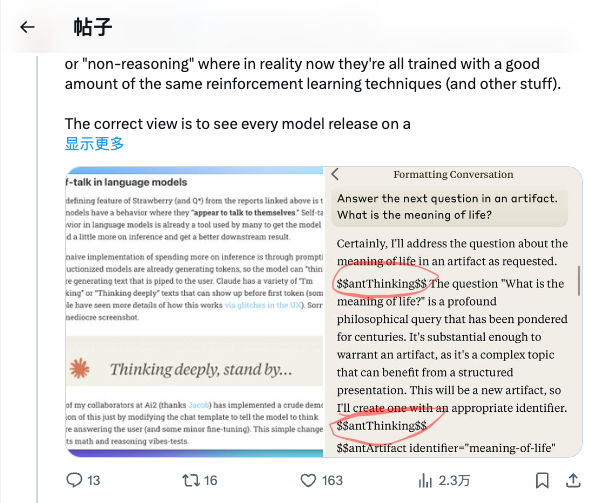 帖子
or "non-reasoning" where in reality now they're all trained with a good
amount of the same reinforcement learning techniques (and other stuff).
The correct view is to see every model release on a
显示更多
f-talk in language models
defining feature of Strawberry (and Q*) from the reports linked above is t
models have a behavior where they "appear to talk to themselves." Self-ta
vior in language models is already a tool used by many to get the model
d a little more on inference and get a better downstream result.
naive implementation of spending more on inference is through prompti
uctionized models are already generating tokens, so the model can "thin
re generating text that is piped to the user. Claude has a variety of "I'm
king" or "Thinking deeply" texts that can show up before first token (som
le have seen more details of how this works via glitches in the UX). Sorr
mediocre screenshot.
Thinking deeply, stand by...
of my collaborators at Ai2 (thanks Jacob) has implemented a crude demo
ion of this just by modifying the chat template to tell the model to think
re answering the user (and some minor fine-tuning). This simple change
ts math and reasoning vibes-tests.
Formatting Conversation
Answer the next question in an artifact.
What is the meaning of life?
Certainly, I'll address the question about the
meaning of life in an artifact as requested.
$$antThinking$$ The question "What is the
meaning of life?" is a profound
philosophical query that has been pondered
for centuries. It's substantial enough to
warrant an artifact, as it's a complex topic
that can benefit from a structured
presentation. This will be a new artifact, so
I'll create one with an appropriate identifier.
$$antThinking$$
$$antArtifact identifier="meaning-of-life"
13 16 163 2.3万